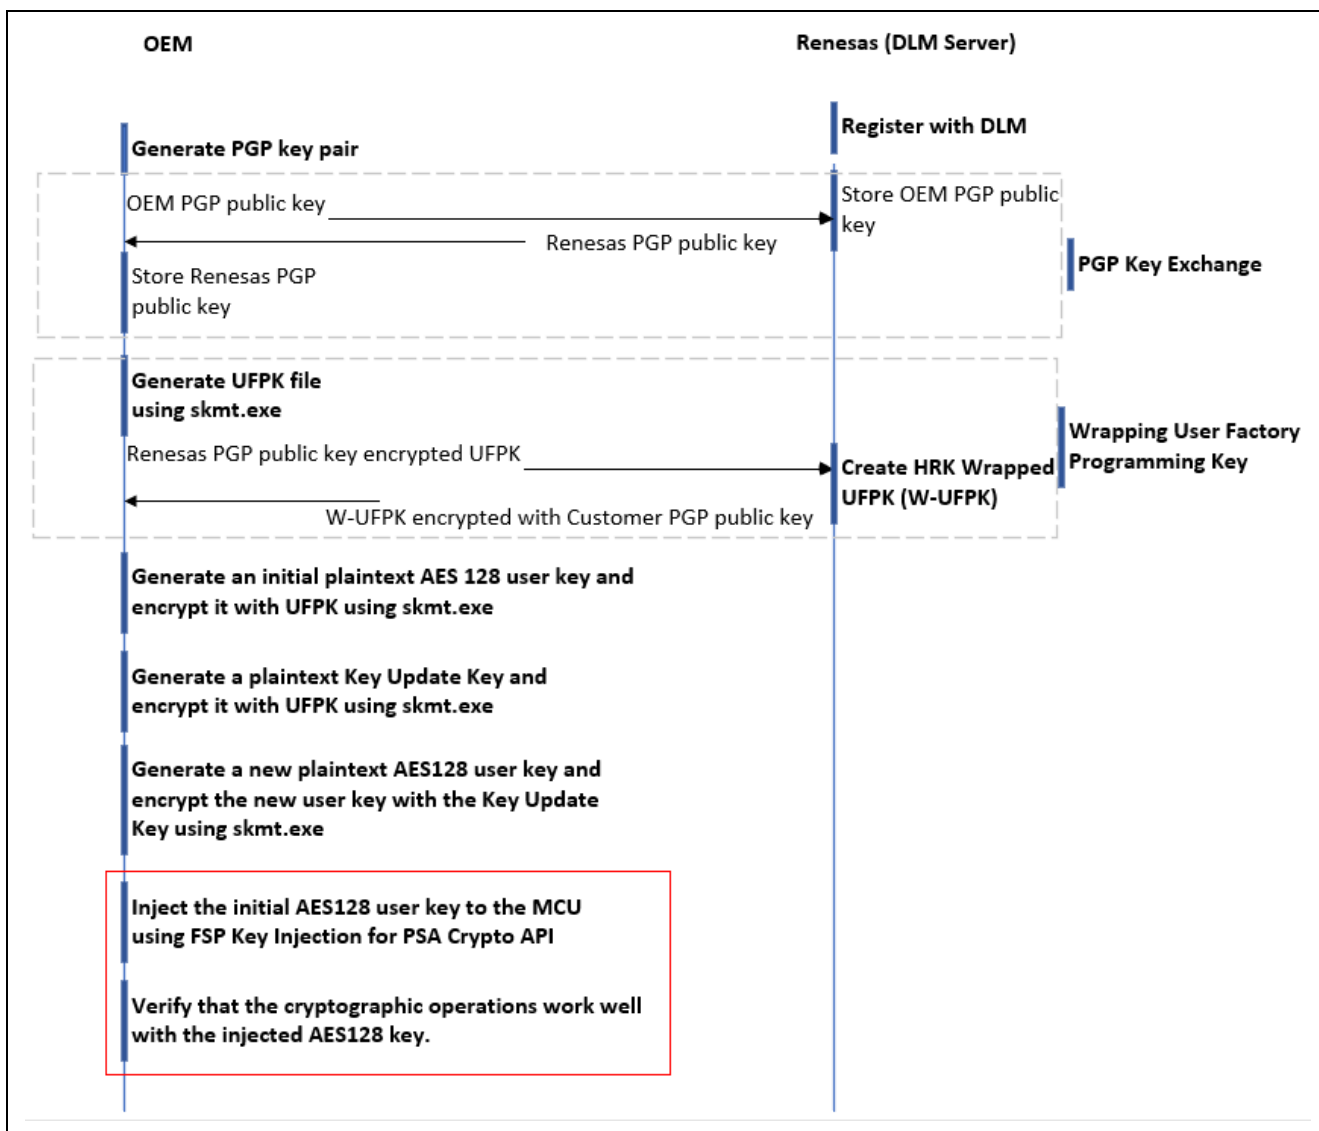 OEM
Renesas (DLM Server)
Register with DLM
Generate PGP key pair
OEM PGP public key
Store OEM PGP public
key
Renesas PGP public key
PGP Key Exchange
Store Renesas PGP
public key
Generate UFPK file
using skmt.exe
Wrapping User Factory
Programming Key
Renesas PGP public key encrypted UFPK
Create HRK Wrapped
UFPK (W-UFPK)
W-UFPK encrypted with Customer PGP public key
Generate an initial plaintext AES 128 user key and
encrypt it with UFPK using skmt.exe
Generate a plaintext Key Update Key and
encrypt it with UFPK using skmt.exe
Generate a new plaintext AES128 user key and
encrypt the new user key with the Key Update
Key using skmt.exe
Inject the initial AES128 user key to the MCU
using FSP Key Injection for PSA Crypto API
Verify that the cryptographic operations work well
with the injected AES128 key.